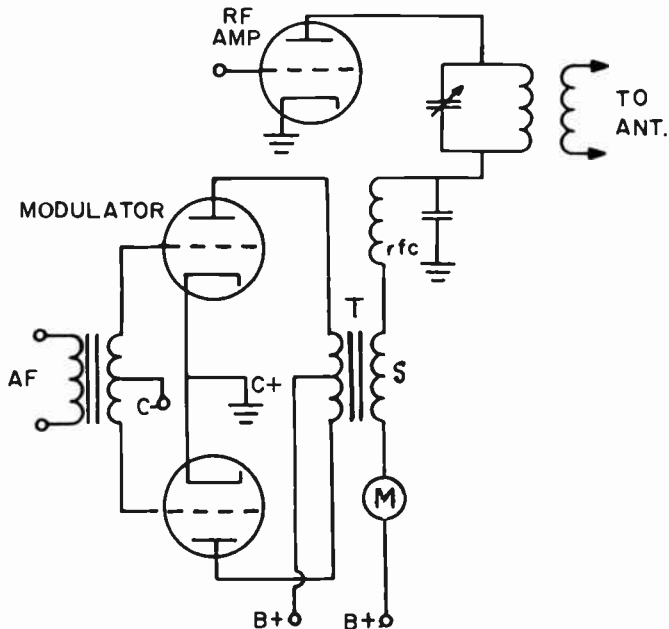 RF
AMP
TO
ANT.
MODULATOR
rfc
T
AF
C-
C+
S
M
B+
B+